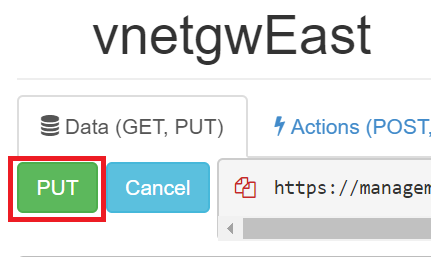 vnetgwEast
Data (GET, PUT) Actions (POST,
PUT Cancel https://managem